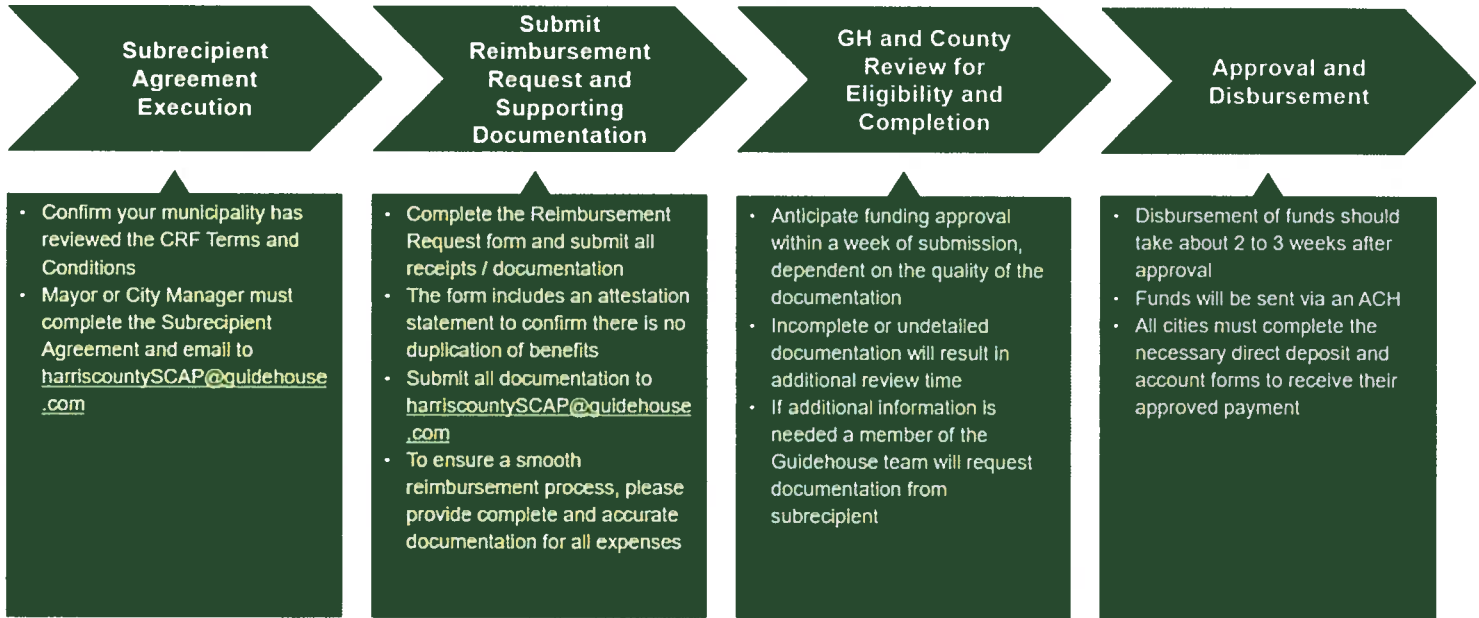 Subrecipient
Agreement
Execution
Submit
Reimbursement
Request and
Supporting
Documentation
GH and County
Review for
Eligibility and
Completion
Approval and
Disbursement
• Confirm your municipality has
reviewed the CRF Terms and
Conditions
• Mayor or City Manager must
complete the Subrecipient
Agreement and email to
harriscountySCAP@guidehouse
.com
• Complete the Reimbursement
Request form and submit all
receipts / documentation
• The form includes an attestation
statement to confirm there is no
duplication of benefits
• Submit all documentation to
harriscountySCAP@guidehouse
.com
• To ensure a smooth
reimbursement process, please
provide complete and accurate
documentation for all expenses
• Anticipate funding approval
within a week of submission,
dependent on the quality of the
documentation
• Incomplete or undetailed
documentation will result in
additional review time
• If additional information is
needed a member of the
Guidehouse team will request
documentation from
subrecipient
• Disbursement of funds should
take about 2 to 3 weeks after
approval
• Funds will be sent via an ACH
• All cities must complete the
necessary direct deposit and
account forms to receive their
approved payment